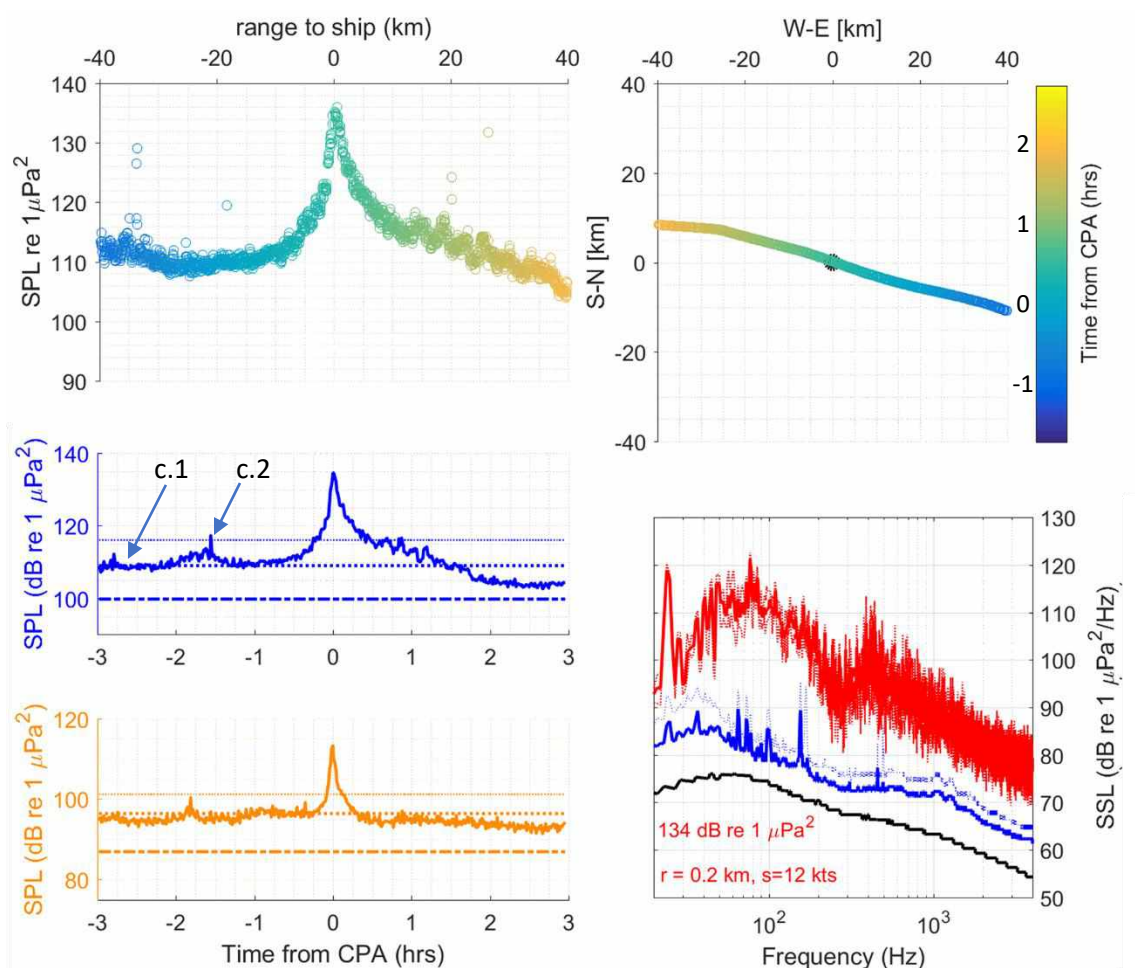 range to ship (km)
-40 -20 0 20 40
140
130
120
110
100
90
SPL re 1μPa²
W-E [km]
-40 -20 0 20 40
40
20
0
-20
-40
S-N [km]
2
1
0
-1
Time from CPA (hrs)
140
120
100
SPL (dB re 1 μPa²)
c.1
c.2
-3 -2 -1 0 1 2 3
120
100
80
SPL (dB re 1 μPa²)
-3 -2 -1 0 1 2 3
Time from CPA (hrs)
130
120
110
100
90
80
70
60
50
SSL (dB re 1 μPa²/Hz)
134 dB re 1 μPa²
r = 0.2 km, s=12 kts
10² 10³
Frequency (Hz)